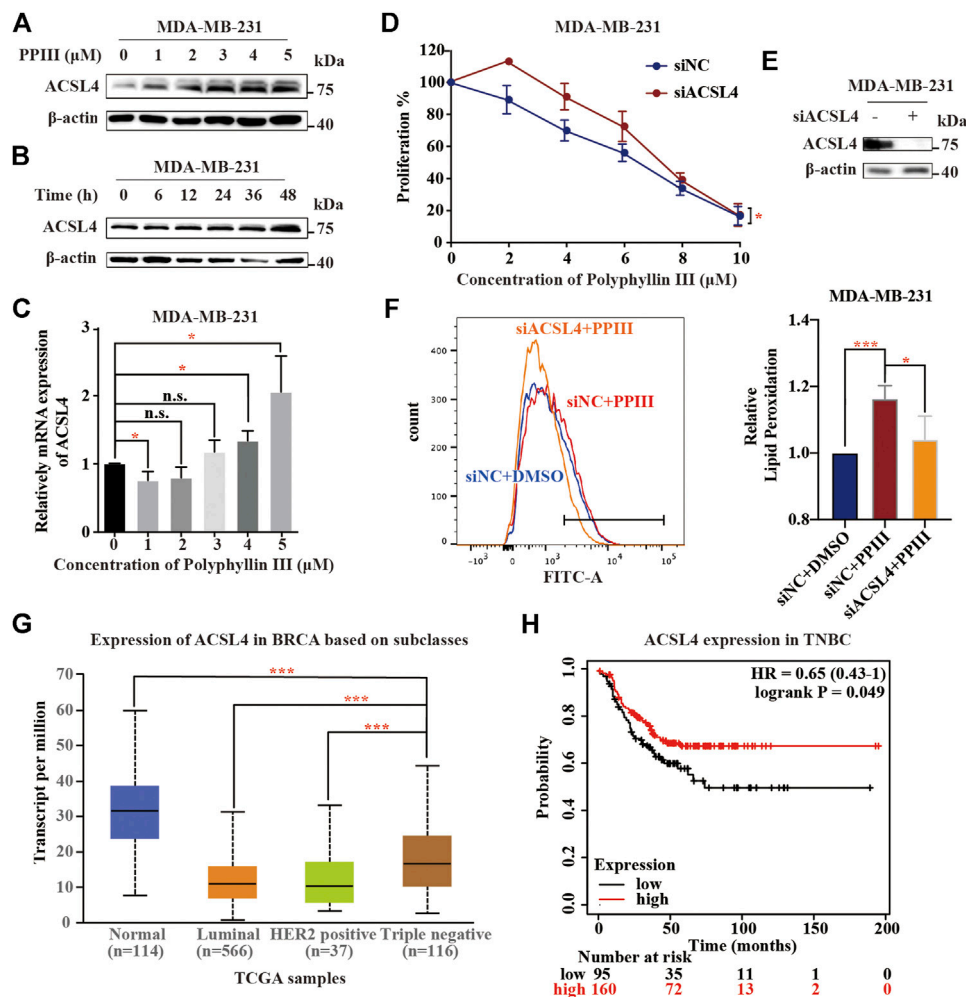 A
MDA-MB-231
PPIII (μM) 0 1 2 3 4 5 kDa
ACSL4 75
β-actin 40
B
MDA-MB-231
Time (h) 0 6 12 24 36 48 kDa
ACSL4 75
β-actin 40
C
MDA-MB-231
Relatively mRNA expression
of ACSL4
3
2
1
0
*
*
n.s.
n.s.
*
0 1 2 3 4 5
Concentration of Polyphyllin III (μM)
D
MDA-MB-231
Proliferation %
120
100
80
60
40
20
0
siNC
siACSL4
*
0 2 4 6 8 10
Concentration of Polyphyllin III (μM)
E
MDA-MB-231
siACSL4 - + kDa
ACSL4 75
β-actin 40
F
siACSL4+PPIII
siNC+PPIII
siNC+DMSO
count
400
300
200
100
0
-10³ 0 10³ 10⁴ 10⁵
FITC-A
MDA-MB-231
Relative
Lipid Peroxidation
1.4
1.2
1.0
0.8
***
*
siNC+DMSO
siNC+PPIII
siACSL4+PPIII
G
Expression of ACSL4 in BRCA based on subclasses
Transcript per million
70
60
50
40
30
20
10
0
***
***
***
Normal Luminal HER2 positive Triple negative
(n=114) (n=566) (n=37) (n=116)
TCGA samples
H
ACSL4 expression in TNBC
HR = 0.65 (0.43-1)
logrank P = 0.049
Probability
1.0
0.8
0.6
0.4
0.2
0.0
Expression
low
high
0 50 100 150 200
Time (months)
Number at risk
low 95 35 11 1 0
high 160 72 13 2 0